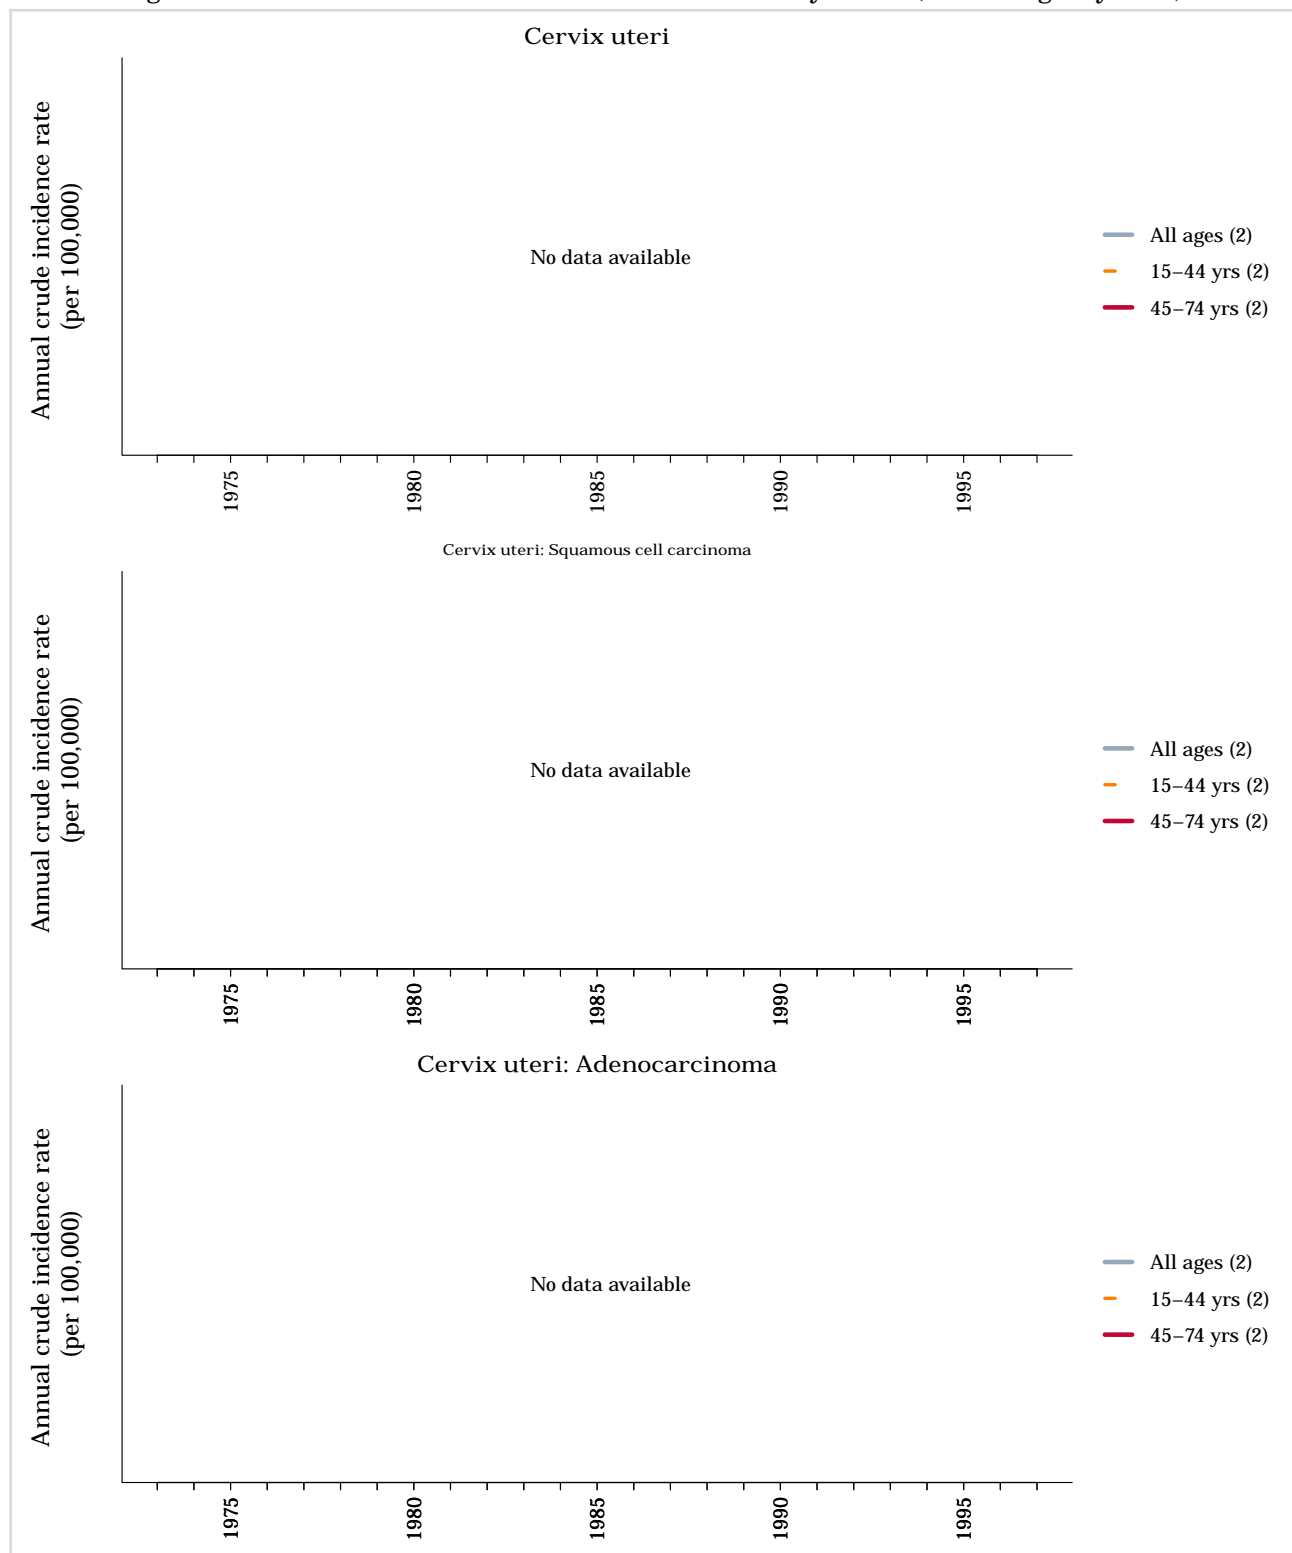 Cervix uteri
Annual crude incidence rate
(per 100,000)
No data available
All ages (2)
15–44 yrs (2)
45–74 yrs (2)
1975
1980
1985
1990
1995
Cervix uteri: Squamous cell carcinoma
Annual crude incidence rate
(per 100,000)
No data available
All ages (2)
15–44 yrs (2)
45–74 yrs (2)
1975
1980
1985
1990
1995
Cervix uteri: Adenocarcinoma
Annual crude incidence rate
(per 100,000)
No data available
All ages (2)
15–44 yrs (2)
45–74 yrs (2)
1975
1980
1985
1990
1995